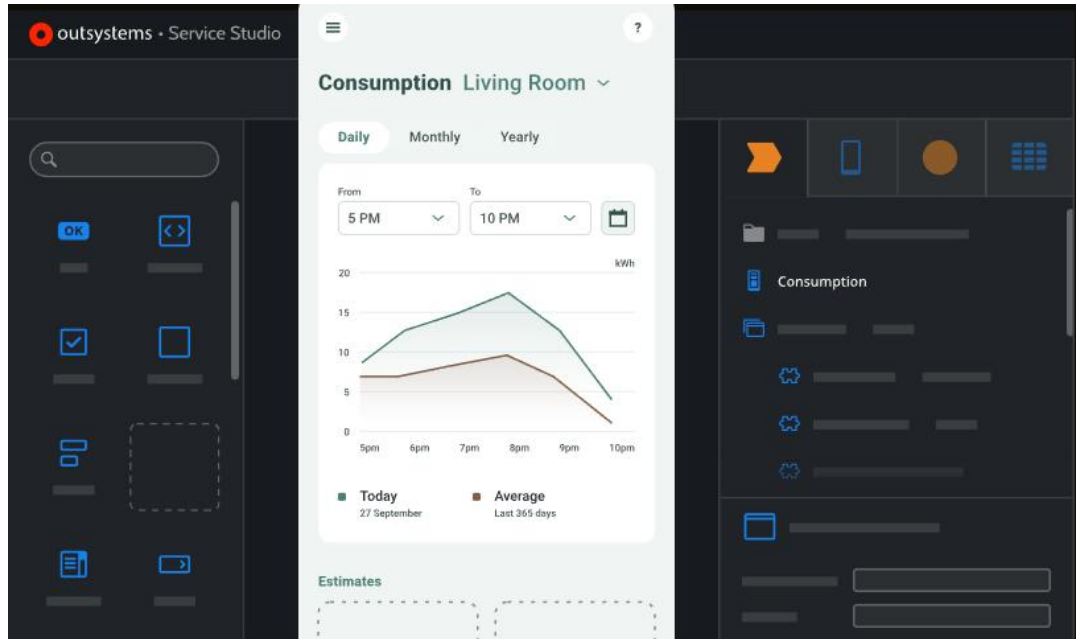 outsystems • Service Studio
?
Consumption Living Room
Daily Monthly Yearly
From To
5 PM 10 PM
kWh
20
15
10
5
0
5pm 6pm 7pm 8pm 9pm 10pm
Today Average
27 September Last 365 days
Estimates
OK
Consumption